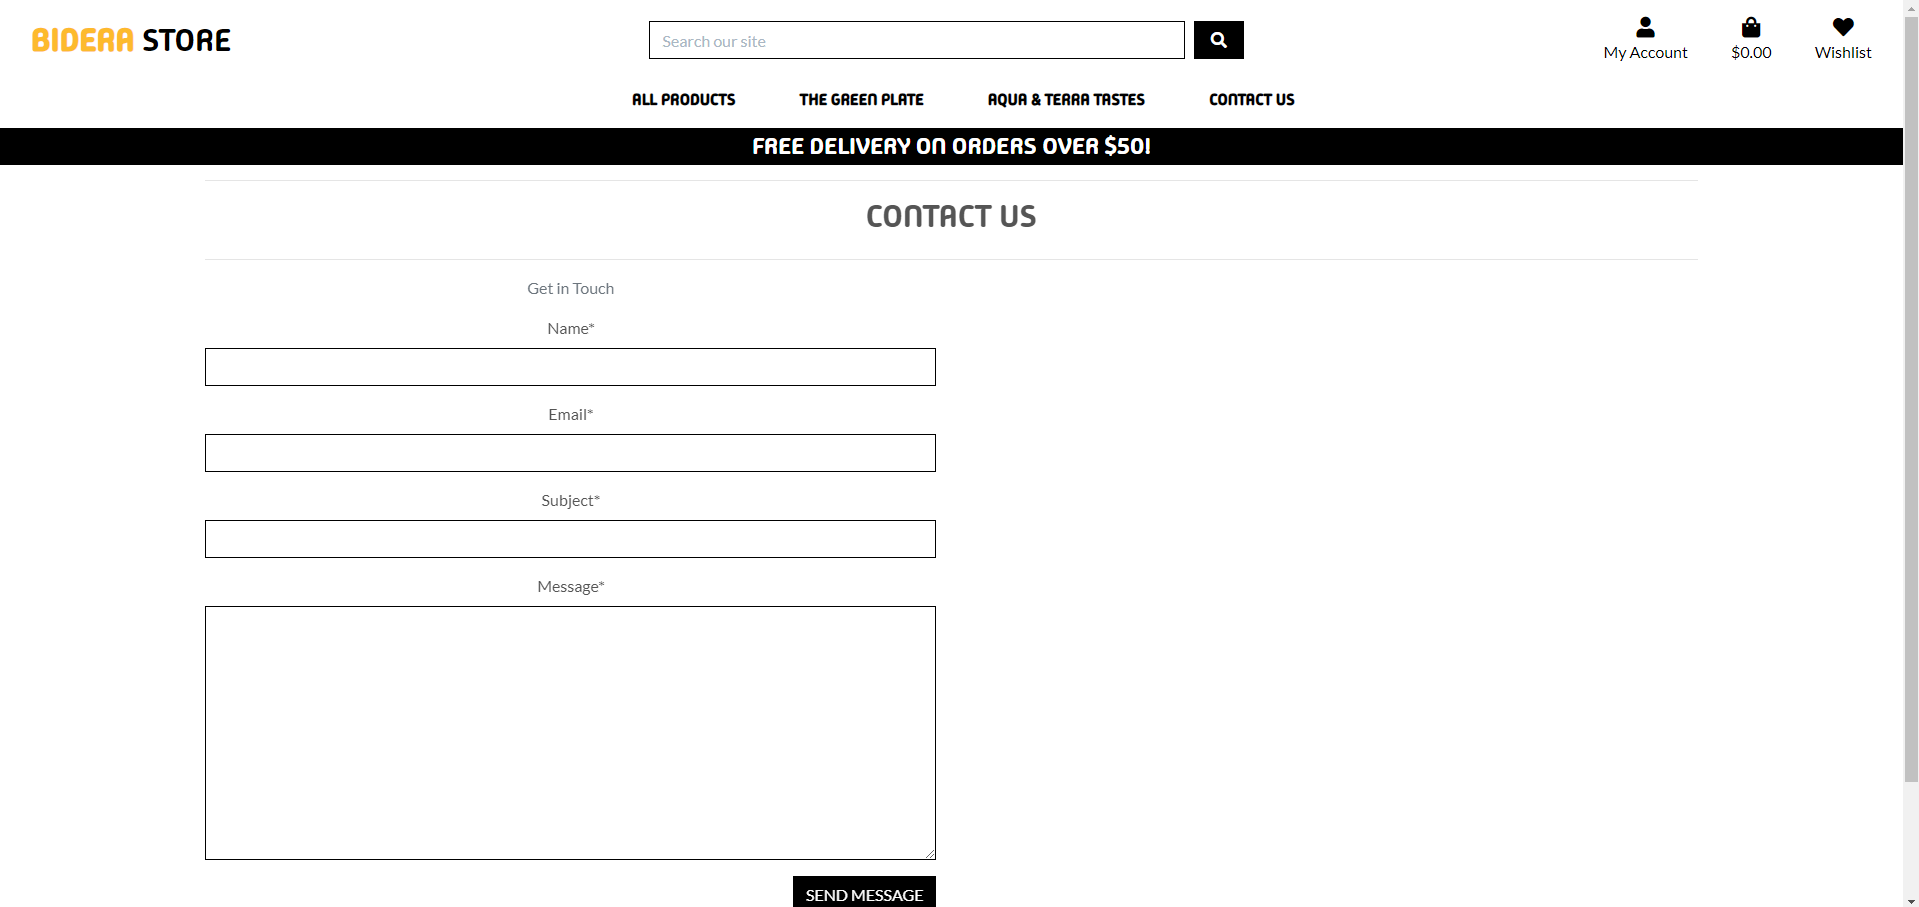 BIDERA STORE
Search our site
My Account
$0.00
Wishlist
ALL PRODUCTS
THE GREEN PLATE
AQUA & TERRA TASTES
CONTACT US
FREE DELIVERY ON ORDERS OVER $50!
CONTACT US
Get in Touch
Name*
Email*
Subject*
Message*
SEND MESSAGE